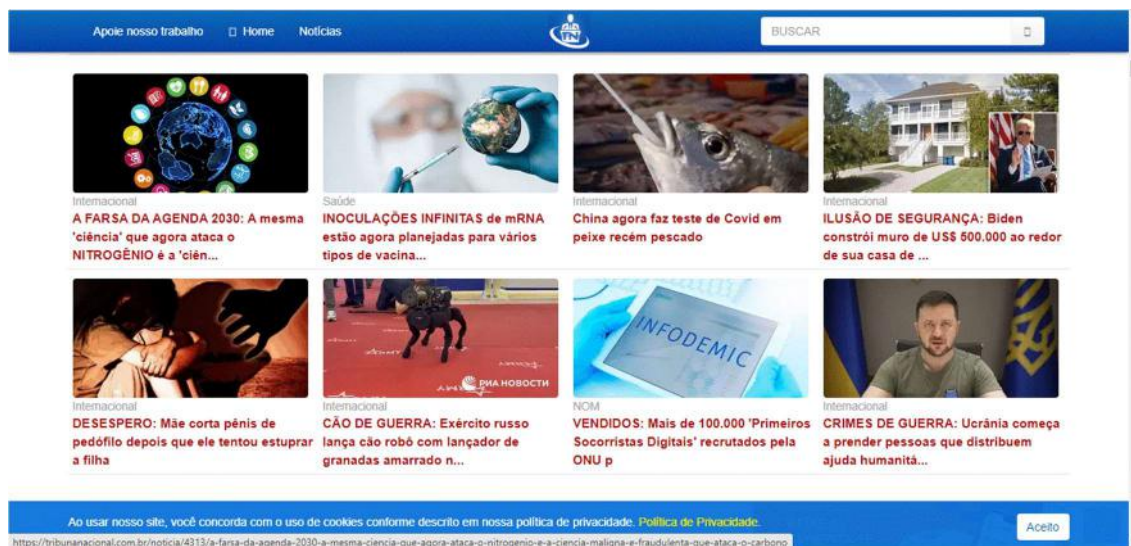 Apoie nosso trabalho Home Notícias TN BUSCAR
Internacional
A FARSA DA AGENDA 2030: A mesma
'ciência' que agora ataca o
NITROGÊNIO é a 'ciên...
Saúde
INOCULAÇÕES INFINITAS de mRNA
estão agora planejadas para vários
tipos de vacina...
Internacional
China agora faz teste de Covid em
peixe recém pescado
Internacional
ILUSÃO DE SEGURANÇA: Biden
constrói muro de US$ 500.000 ao redor
de sua casa de ...
Internacional
DESESPERO: Mãe corta pênis de
pedófilo depois que ele tentou estuprar
a filha
РИА НОВОСТИ
Internacional
CÃO DE GUERRA: Exército russo
lança cão robô com lançador de
granadas amarrado n...
INFODEMIC
NOM
VENDIDOS: Mais de 100.000 'Primeiros
Socorristas Digitais' recrutados pela
ONU p
Internacional
CRIMES DE GUERRA: Ucrânia começa
a prender pessoas que distribuem
ajuda humanitá...
Ao usar nosso site, você concorda com o uso de cookies conforme descrito em nossa política de privacidade. Política de Privacidade.
Aceito
https://tribunanacional.com.br/noticia/4313/a-farsa-da-agenda-2030-a-mesma-ciencia-que-agora-ataca-o-nitrogenio-e-a-ciencia-maligna-e-fraudulenta-que-ataca-o-carbono